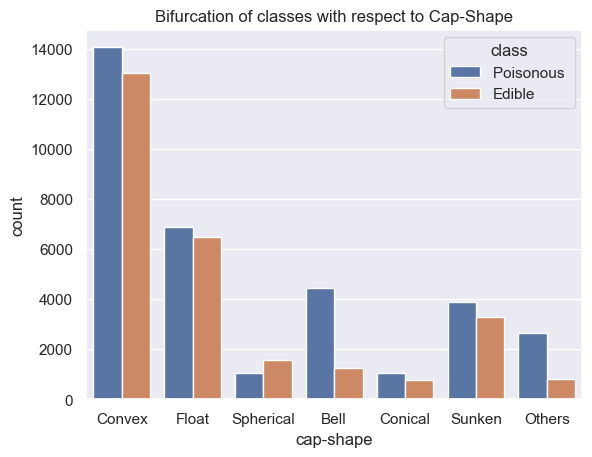 Bifurcation of classes with respect to Cap-Shape
class
Poisonous
Edible
14000
12000
10000
8000
6000
4000
2000
0
count
Convex Float Spherical Bell Conical Sunken Others
cap-shape